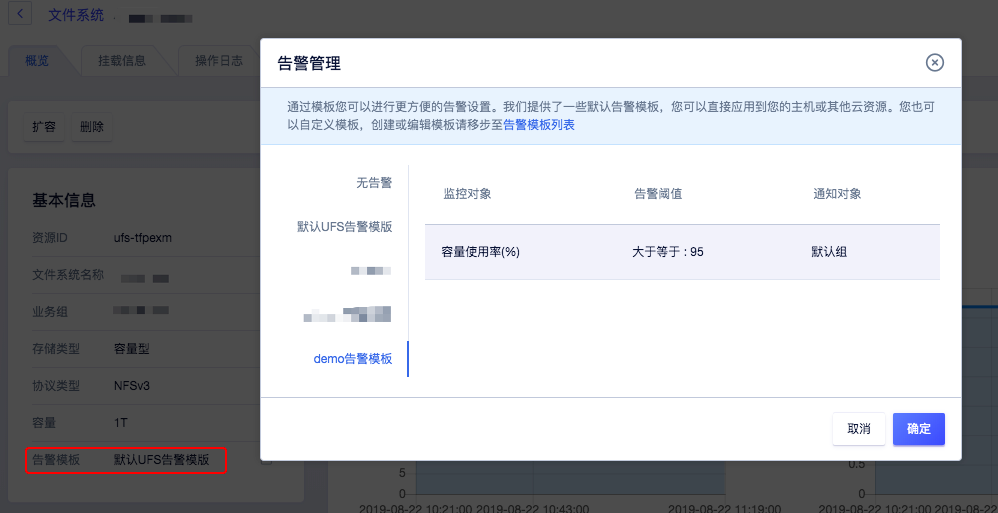 文件系统
概览
挂载信息
操作日志
扩容
删除
基本信息
资源ID
ufs-tfpexm
文件系统名称
业务组
存储类型
容量型
协议类型
NFSv3
容量
1T
告警模板
默认UFS告警模版
告警管理
通过模板您可以进行更方便的告警设置。我们提供了一些默认告警模板，您可以直接应用到您的主机或其他云资源。您也可
以自定义模板，创建或编辑模板请移步至告警模板列表
无告警
默认UFS告警模版
demo告警模板
监控对象
告警阈值
通知对象
容量使用率(%)
大于等于 : 95
默认组
取消
确定
5
0
2019-08-22 10:21:00
2019-08-22 10:43:00
2019-08-22 11:19:00
0.5
0
2019-08-22 10:21:00